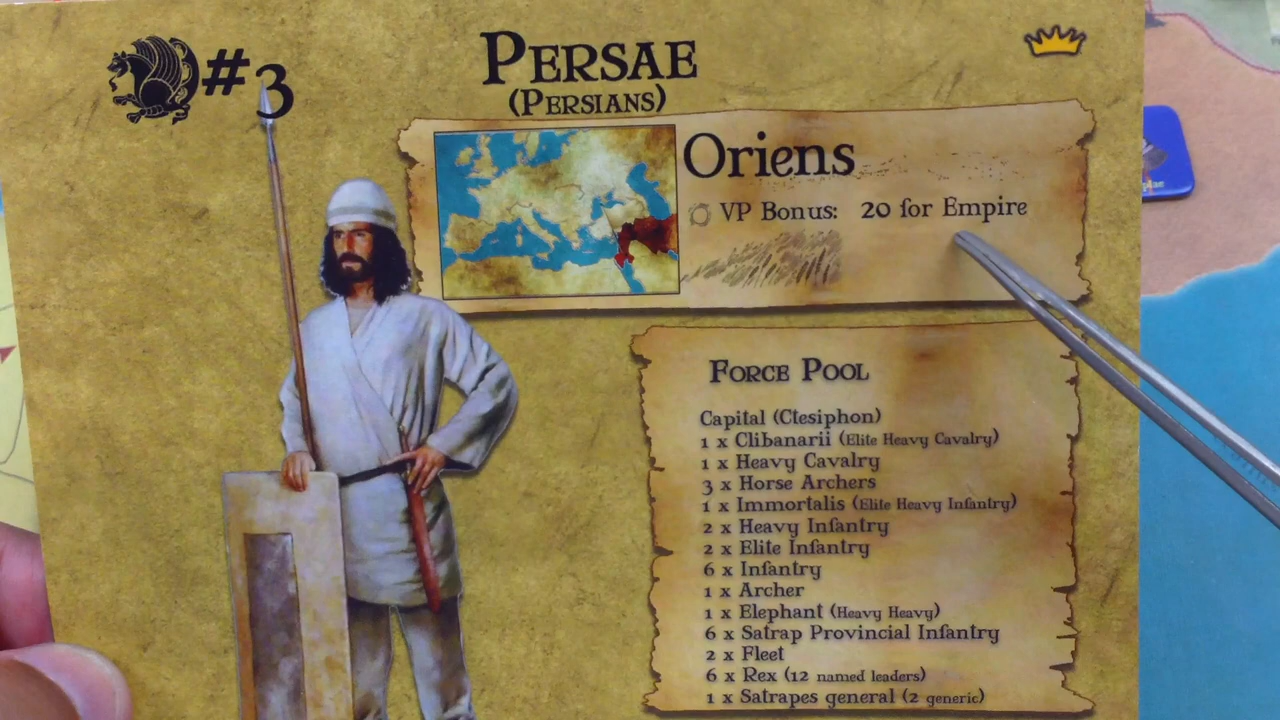 #3
PERSAE
(PERSIANS)
Oriens
VP Bonus: 20 for Empire
FORCE POOL
Capital (Ctesiphon)
1 x Clibanarii (Elite Heavy Cavalry)
1 x Heavy Cavalry
3 x Horse Archers
1 x Immortalis (Elite Heavy Infantry)
2 x Heavy Infantry
2 x Elite Infantry
6 x Infantry
1 x Archer
1 x Elephant (Heavy Heavy)
6 x Satrap Provincial Infantry
2 x Fleet
6 x Rex (12 named leaders)
1 x Satrapes general (2 generic)